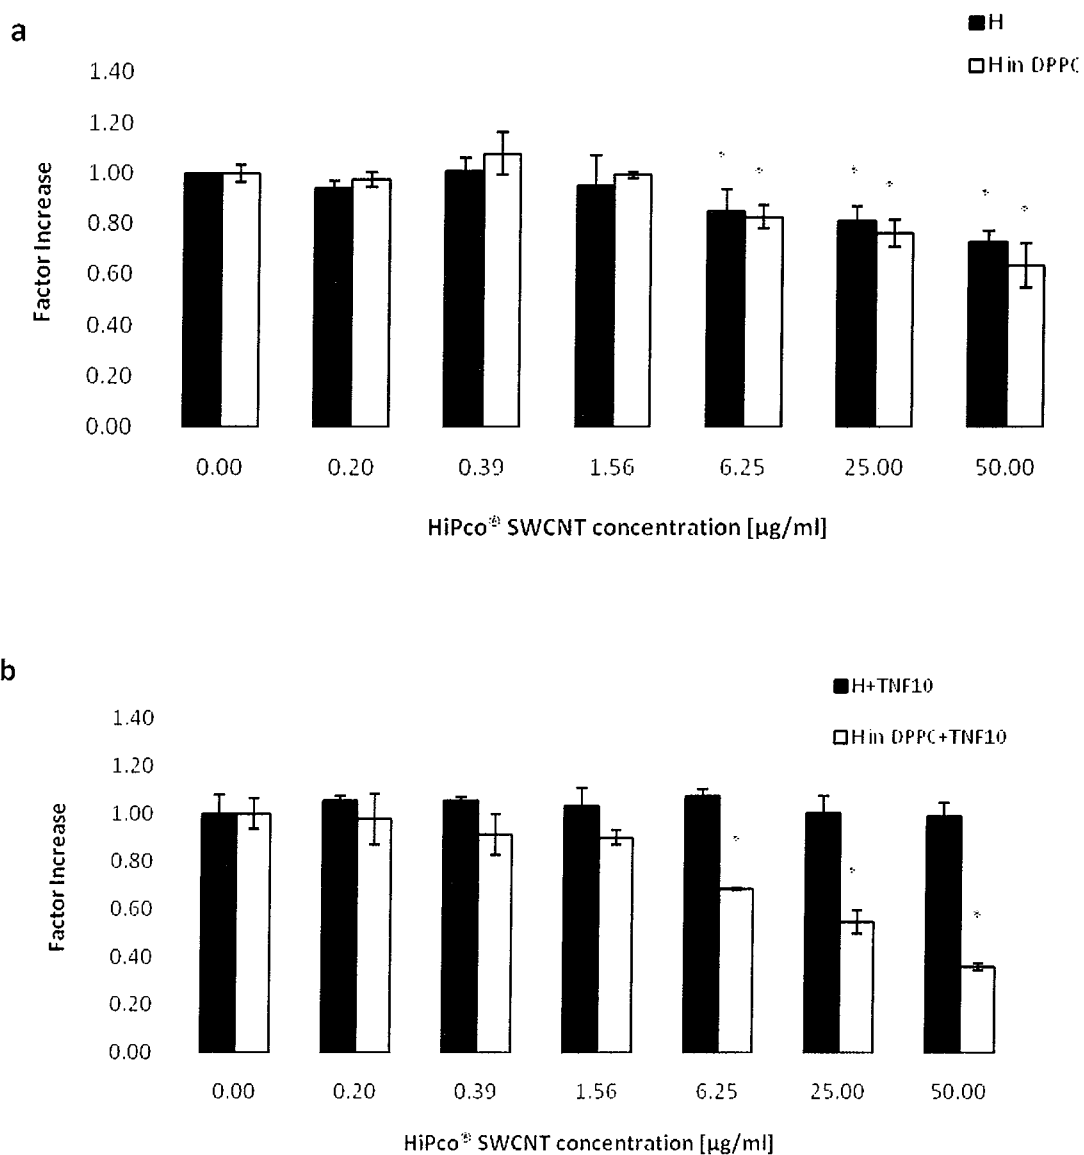 a
H
H in DPPC
1.40
1.20
1.00
0.80
0.60
0.40
0.20
0.00
Factor Increase
* * * * * *
0.00 0.20 0.39 1.56 6.25 25.00 50.00
HiPco® SWCNT concentration [µg/ml]
b
H+TNF10
H in DPPC+TNF10
1.40
1.20
1.00
0.80
0.60
0.40
0.20
0.00
Factor Increase
* * *
0.00 0.20 0.39 1.56 6.25 25.00 50.00
HiPco® SWCNT concentration [µg/ml]